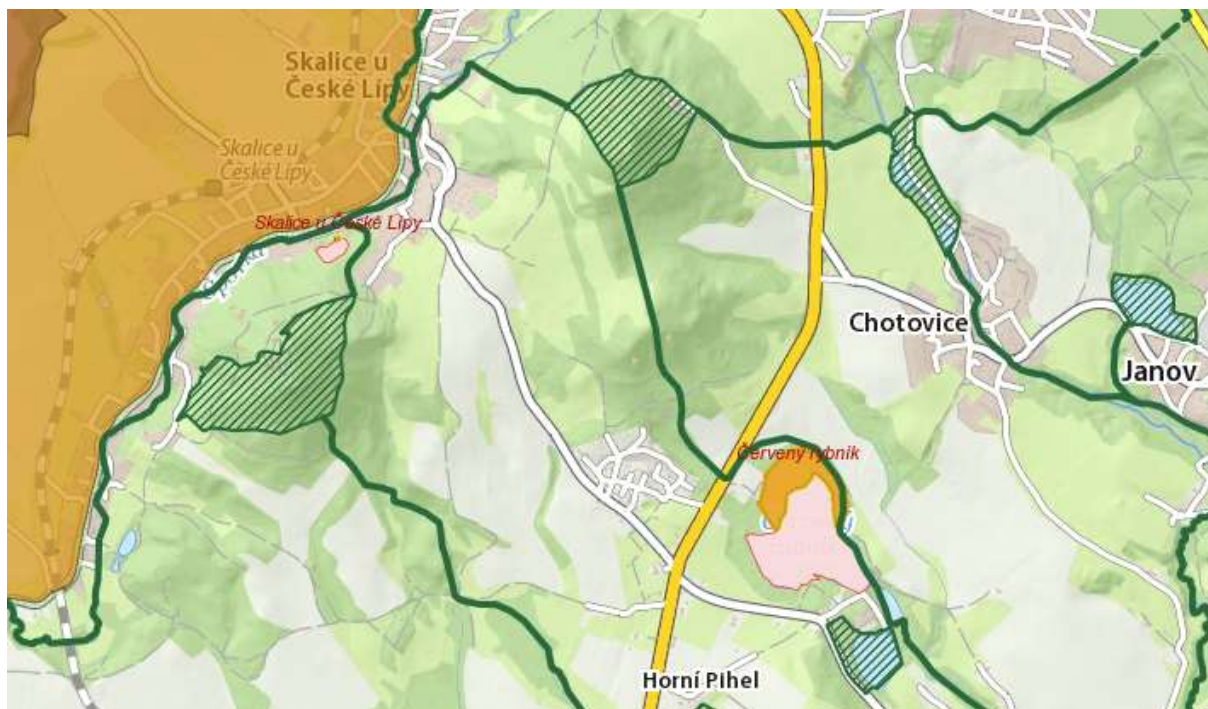 Skalice u
České Lípy
Skalice u
České Lípy
Skalice u České Lípy
Chotovice
Janov
Červený rybník
Horní Pihel